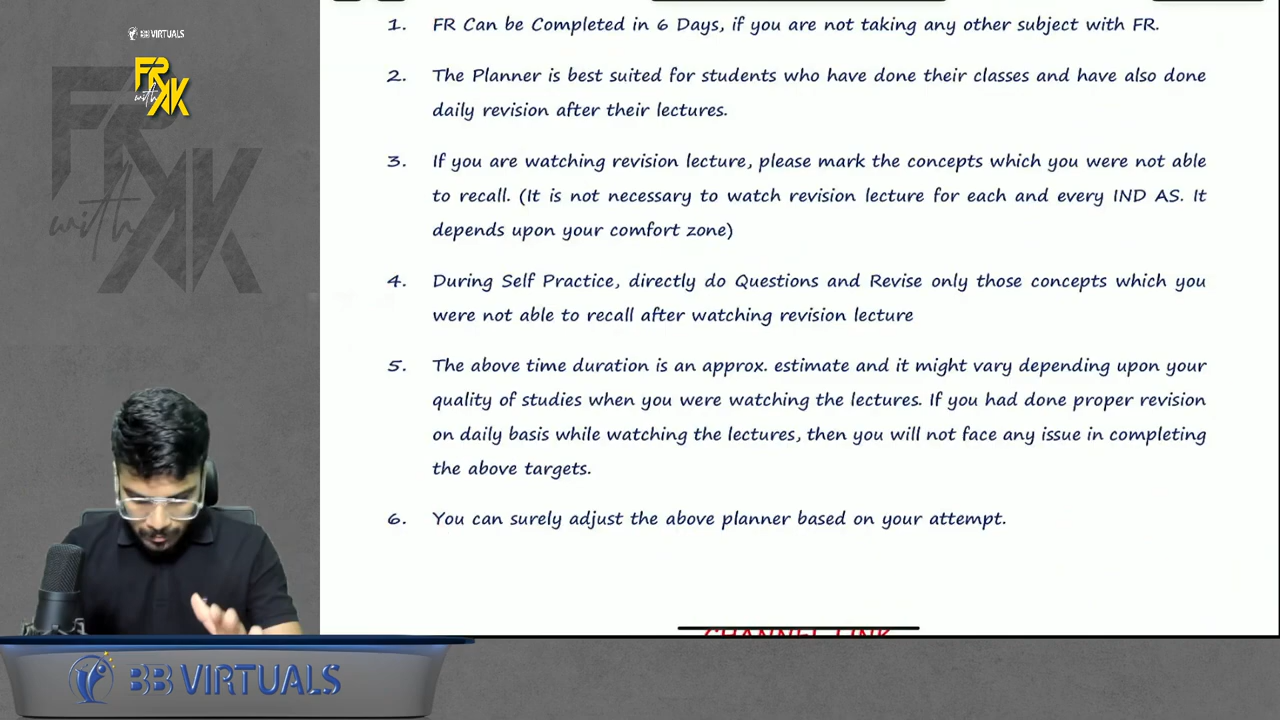 BB VIRTUALS
FR
with
AK
FR
with
AK
1. FR Can be Completed in 6 Days, if you are not taking any other subject with FR.
2. The Planner is best suited for students who have done their classes and have also done
daily revision after their lectures.
3. If you are watching revision lecture, please mark the concepts which you were not able
to recall. (It is not necessary to watch revision lecture for each and every IND AS. It
depends upon your comfort zone)
4. During Self Practice, directly do Questions and Revise only those concepts which you
were not able to recall after watching revision lecture
5. The above time duration is an approx. estimate and it might vary depending upon your
quality of studies when you were watching the lectures. If you had done proper revision
on daily basis while watching the lectures, then you will not face any issue in completing
the above targets.
6. You can surely adjust the above planner based on your attempt.
CHANNEL LINK
BB VIRTUALS